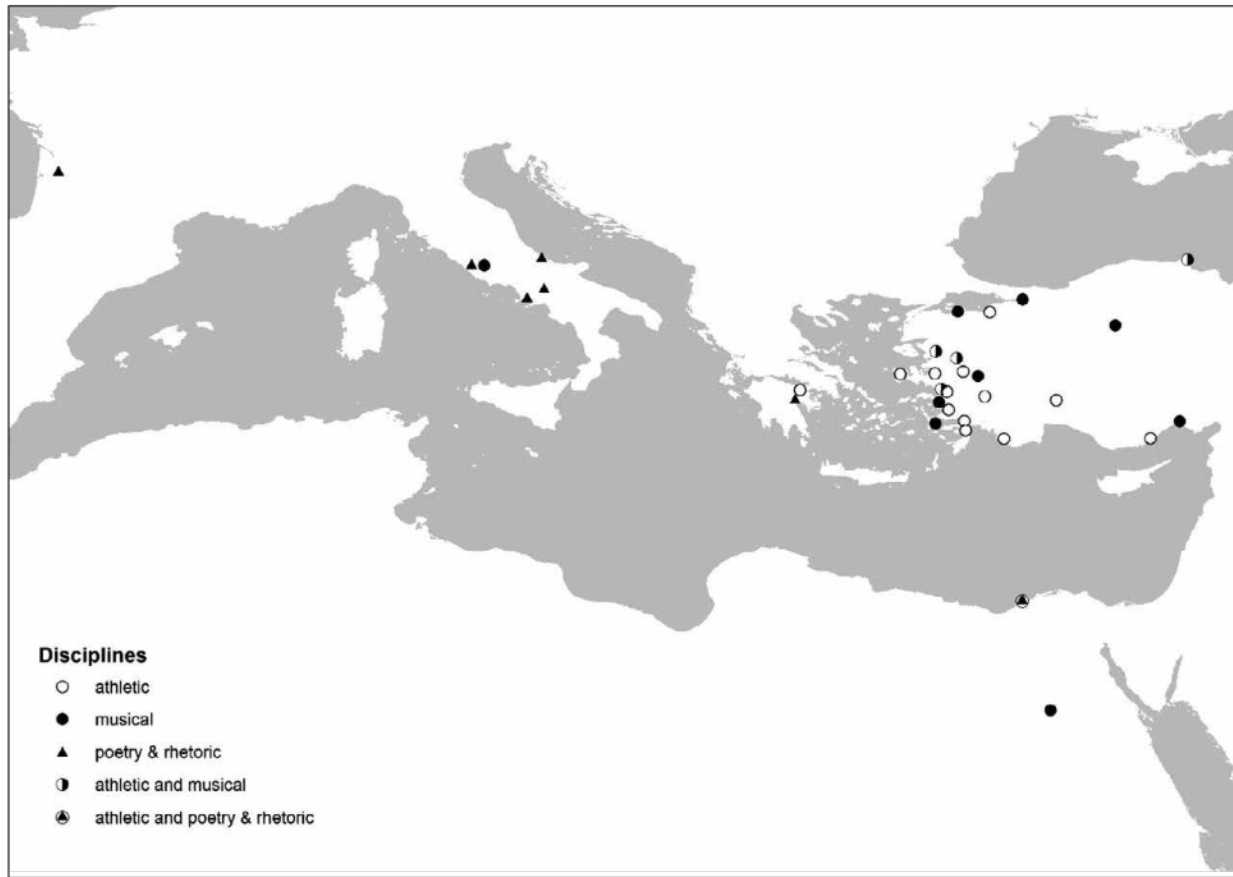 Disciplines
athletic
musical
poetry & rhetoric
athletic and musical
athletic and poetry & rhetoric